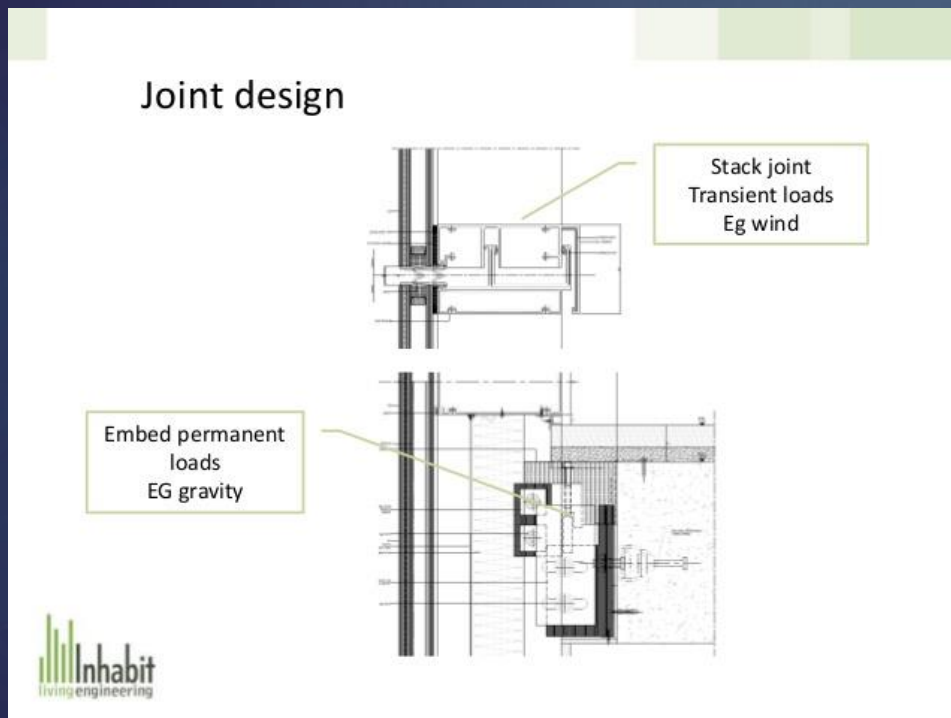 Joint design
Stack joint
Transient loads
Eg wind
Embed permanent
loads
EG gravity
Inhabit
livingengineering